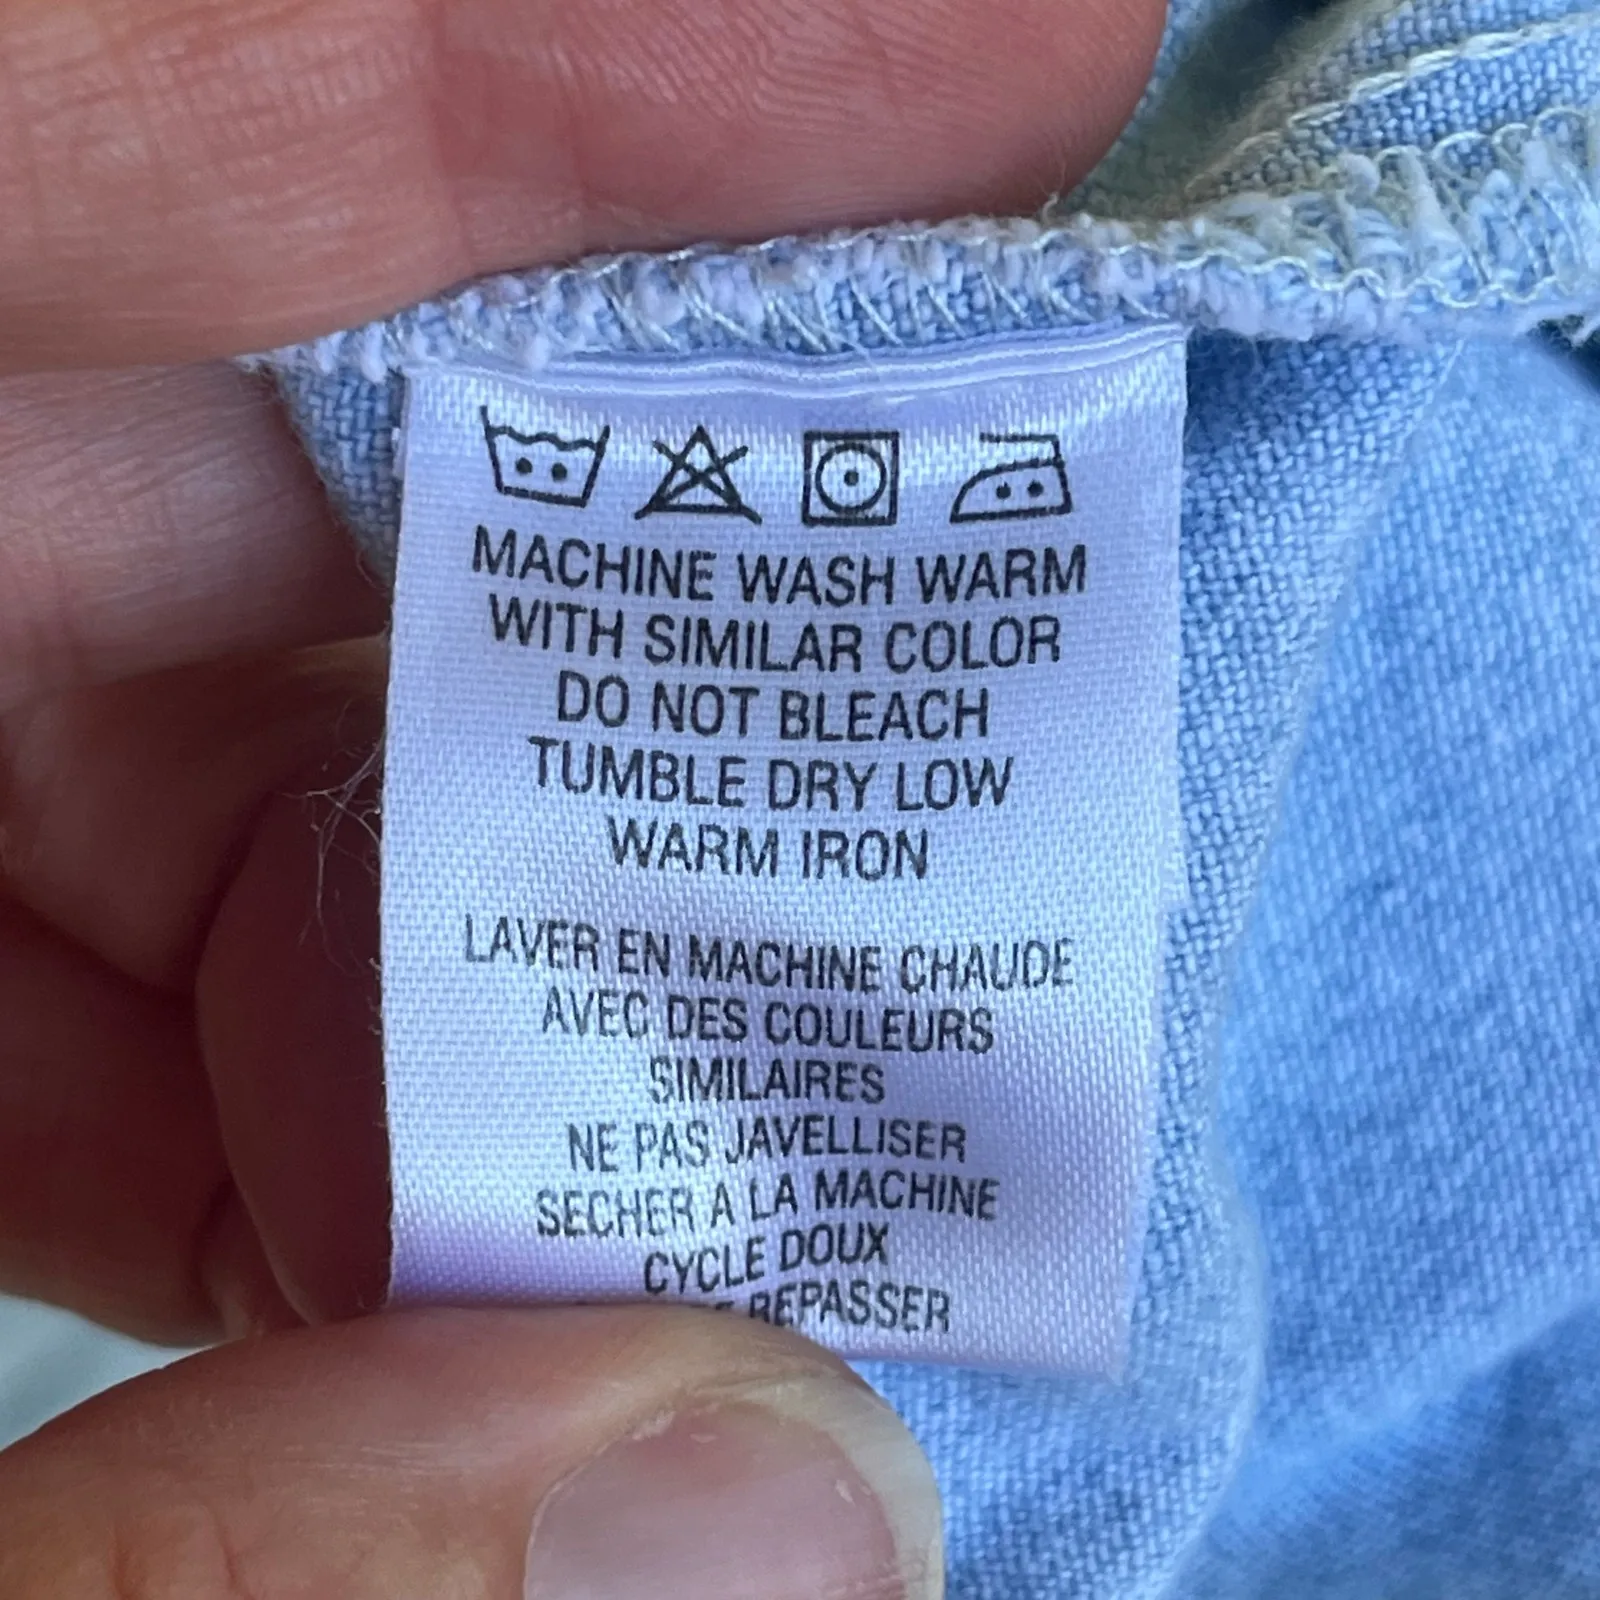 MACHINE WASH WARM
WITH SIMILAR COLOR
DO NOT BLEACH
TUMBLE DRY LOW
WARM IRON
LAVER EN MACHINE CHAUDE
AVEC DES COULEURS
SIMILAIRES
NE PAS JAVELLISER
SECHER A LA MACHINE
CYCLE DOUX
REPASSER